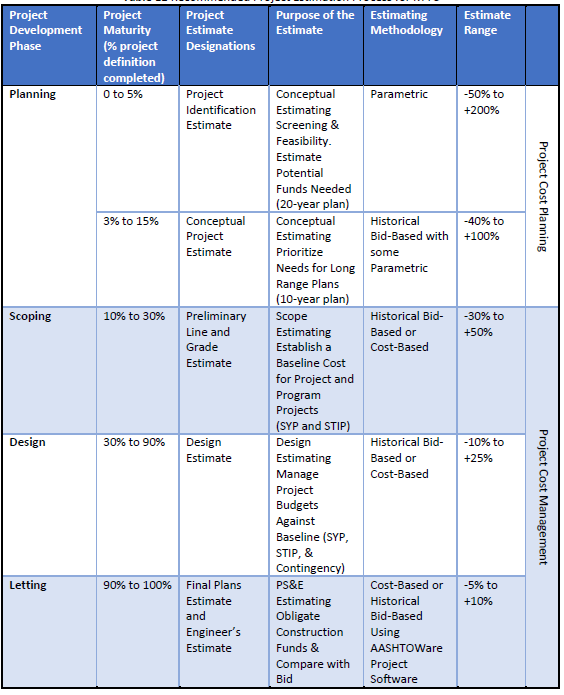 Project
Development
Phase
Project
Maturity
(% project
definition
completed)
Project
Estimate
Designations
Purpose of the
Estimate
Estimating
Methodology
Estimate
Range
Planning
0 to 5%
Project
Identification
Estimate
Conceptual
Estimating
Screening &
Feasibility.
Estimate
Potential
Funds Needed
(20-year plan)
Parametric
-50% to
+200%
3% to 15%
Conceptual
Project
Estimate
Conceptual
Estimating
Prioritize
Needs for Long
Range Plans
(10-year plan)
Historical
Bid-Based with
some
Parametric
-40% to
+100%
Project Cost Planning
Scoping
10% to 30%
Preliminary
Line and
Grade
Estimate
Scope
Estimating
Establish a
Baseline Cost
for Project and
Program
Projects
(SYP and STIP)
Historical Bid-
Based or
Cost-Based
-30% to
+50%
Design
30% to 90%
Design
Estimate
Design
Estimating
Manage
Project
Budgets
Against
Baseline (SYP,
STIP, &
Contingency)
Historical Bid-
Based or
Cost-Based
-10% to
+25%
Letting
90% to 100%
Final Plans
Estimate
and
Engineer's
Estimate
PS&E
Estimating
Obligate
Construction
Funds &
Compare with
Bid
Cost-Based or
Historical
Bid-Based
Using
AASHTOWare
Project
Software
-5% to
+10%
Project Cost Management